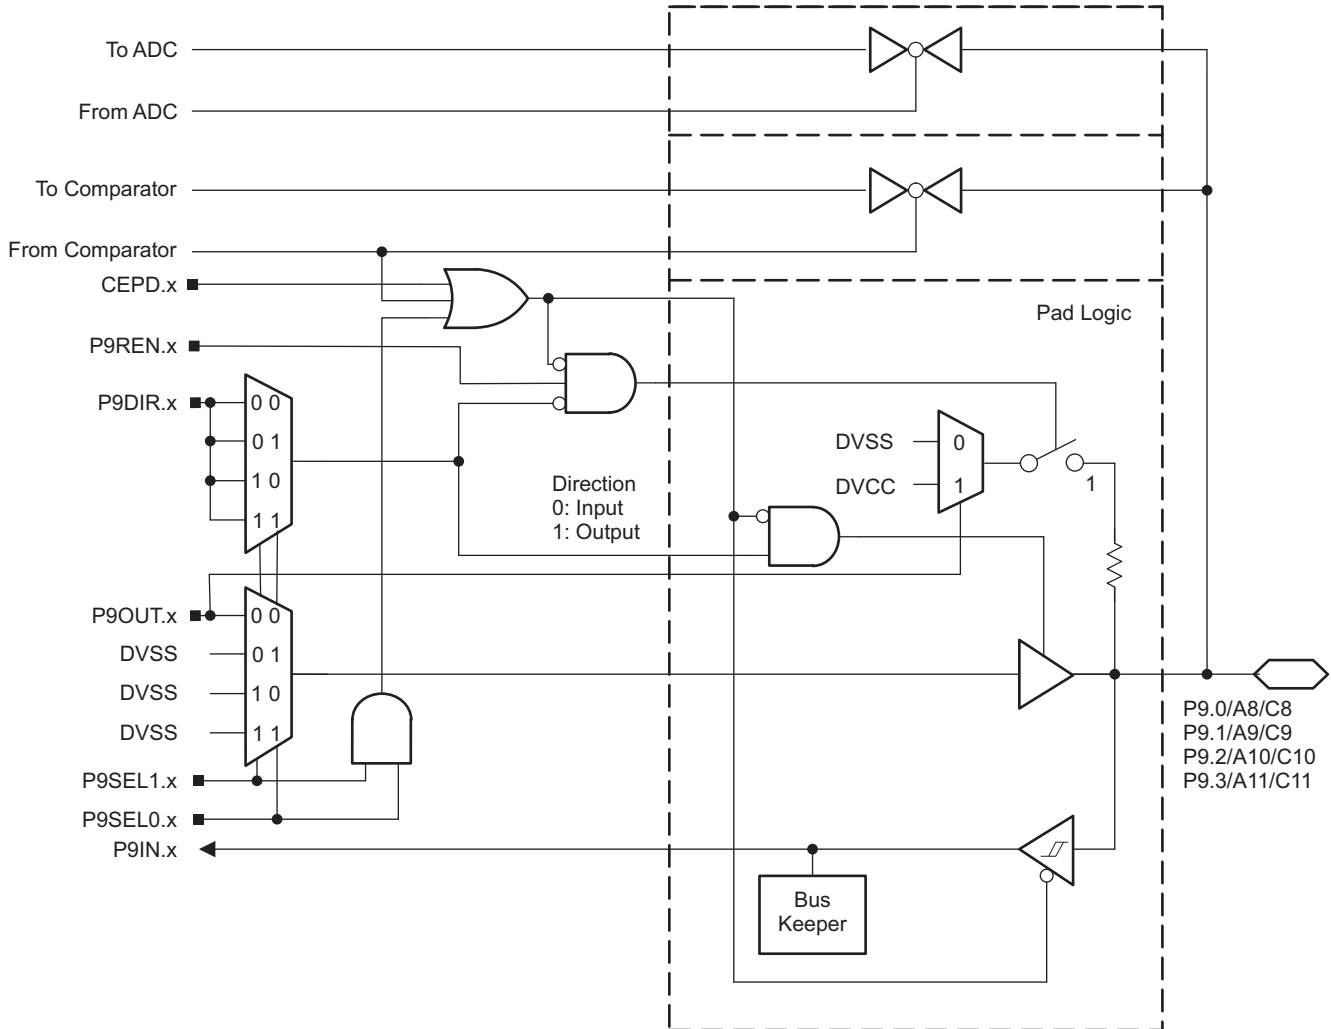 To ADC
From ADC
To Comparator
From Comparator
CEPD.x
Pad Logic
P9REN.x
P9DIR.x
0 0
0 1
1 0
1 1
Direction
0: Input
1: Output
DVSS
0
DVCC
1
1
P9OUT.x
0 0
DVSS
0 1
DVSS
1 0
DVSS
1 1
P9SEL1.x
P9SEL0.x
P9IN.x
Bus
Keeper
P9.0/A8/C8
P9.1/A9/C9
P9.2/A10/C10
P9.3/A11/C11